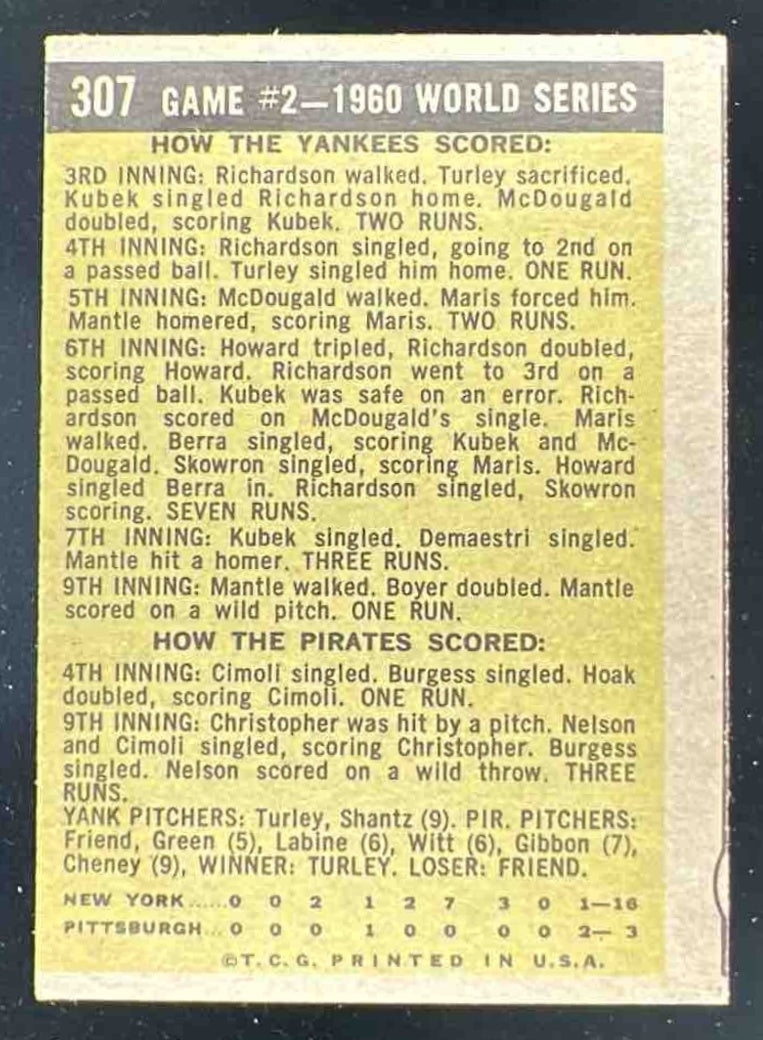 307 GAME #2—1960 WORLD SERIES
HOW THE YANKEES SCORED:
3RD INNING: Richardson walked. Turley sacrificed.
Kubek singled Richardson home. McDougald
doubled, scoring Kubek. TWO RUNS.
4TH INNING: Richardson singled, going to 2nd on
a passed ball. Turley singled him home. ONE RUN.
5TH INNING: McDougald walked. Maris forced him.
Mantle homered, scoring Maris. TWO RUNS.
6TH INNING: Howard tripled, Richardson doubled,
scoring Howard. Richardson went to 3rd on a
passed ball. Kubek was safe on an error. Rich-
ardson scored on McDougald's single. Maris
walked. Berra singled, scoring Kubek and Mc-
Dougald. Skowron singled, scoring Maris. Howard
singled Berra in. Richardson singled, Skowron
scoring. SEVEN RUNS.
7TH INNING: Kubek singled. Demaestri singled.
Mantle hit a homer. THREE RUNS.
9TH INNING: Mantle walked. Boyer doubled. Mantle
scored on a wild pitch. ONE RUN.
HOW THE PIRATES SCORED:
4TH INNING: Cimoli singled. Burgess singled. Hoak
doubled, scoring Cimoli. ONE RUN.
9TH INNING: Christopher was hit by a pitch. Nelson
and Cimoli singled, scoring Christopher. Burgess
singled. Nelson scored on a wild throw. THREE
RUNS.
YANK PITCHERS: Turley, Shantz (9). PIR. PITCHERS:
Friend, Green (5), Labine (6), Witt (6), Gibbon (7),
Cheney (9), WINNER: TURLEY. LOSER: FRIEND.
NEW YORK......0 0 2 1 2 7 3 0 1—16
PITTSBURGH...0 0 0 1 0 0 0 0 2— 3
©T.C.G. PRINTED IN U.S.A.